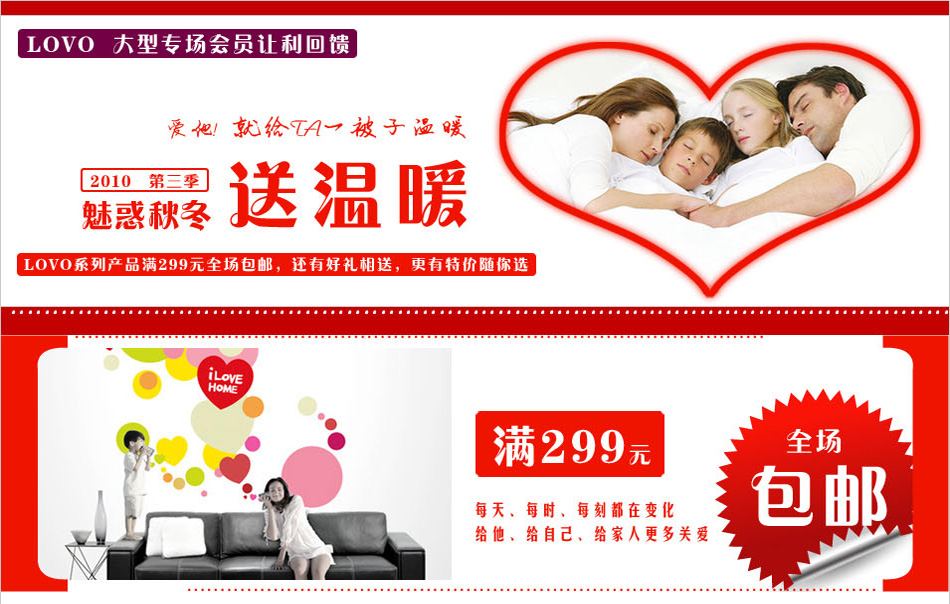 LOVO 大型专场会员让利回馈
爱她! 就给TA一被子温暖
2010 第三季
魅惑秋冬
送温暖
LOVO系列产品满299元全场包邮，还有好礼相送，更有特价随你选
i LOVE
HOME
满299元
全场
包邮
每天、每时、每刻都在变化
给他、给自己、给家人更多关爱